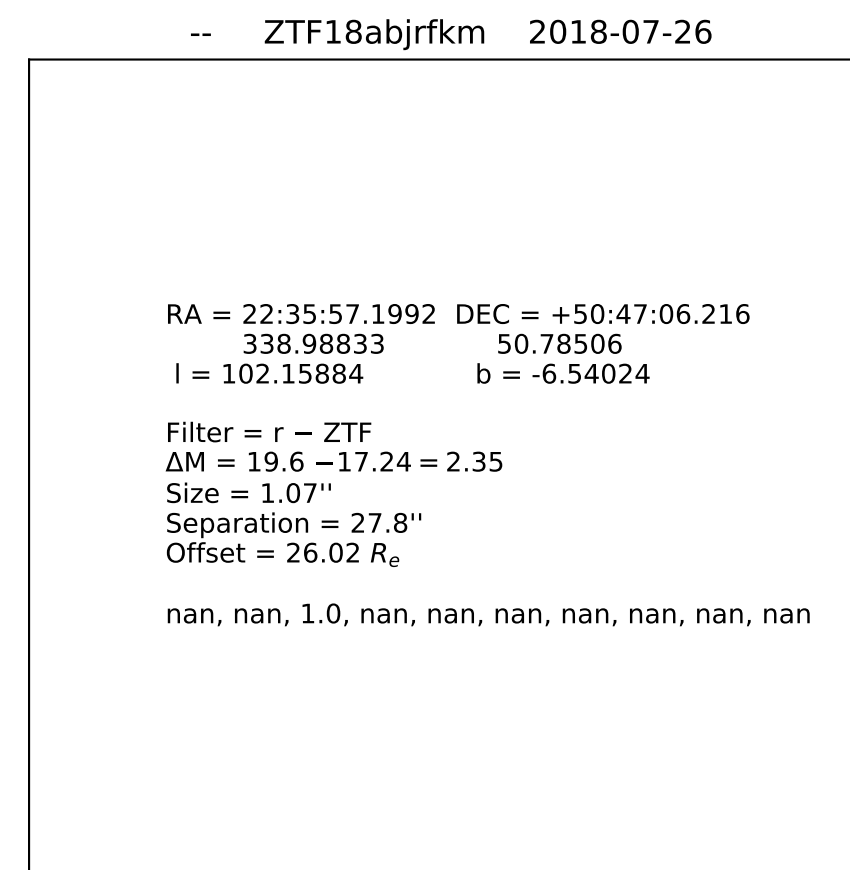 -- ZTF18abjrfkm 2018-07-26
RA = 22:35:57.1992 DEC = +50:47:06.216
338.98833 50.78506
l = 102.15884 b = -6.54024
Filter = r − ZTF
ΔM = 19.6 −17.24 = 2.35
Size = 1.07''
Separation = 27.8''
Offset = 26.02 Re
nan, nan, 1.0, nan, nan, nan, nan, nan, nan, nan